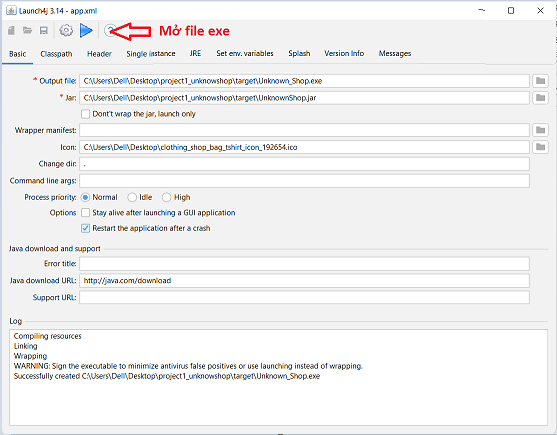 Launch4j 3.14 - app.xml
Mở file exe
Basic Classpath Header Single instance JRE Set env. variables Splash Version Info Messages
* Output file: C:\Users\Dell\Desktop\project1_unknowshop\target\Unknown_Shop.exe
* Jar: C:\Users\Dell\Desktop\project1_unknowshop\target\UnknownShop.jar
Dont't wrap the jar, launch only
Wrapper manifest:
Icon: C:\Users\Dell\Desktop\clothing_shop_bag_tshirt_icon_192654.ico
Change dir: .
Command line args:
Process priority: Normal Idle High
Options Stay alive after launching a GUI application
Restart the application after a crash
Java download and support
Error title:
Java download URL: http://java.com/download
Support URL:
Log
Compiling resources
Linking
Wrapping
WARNING: Sign the executable to minimize antivirus false positives or use launching instead of wrapping.
Successfully created C:\Users\Dell\Desktop\project1_unknowshop\target\Unknown_Shop.exe